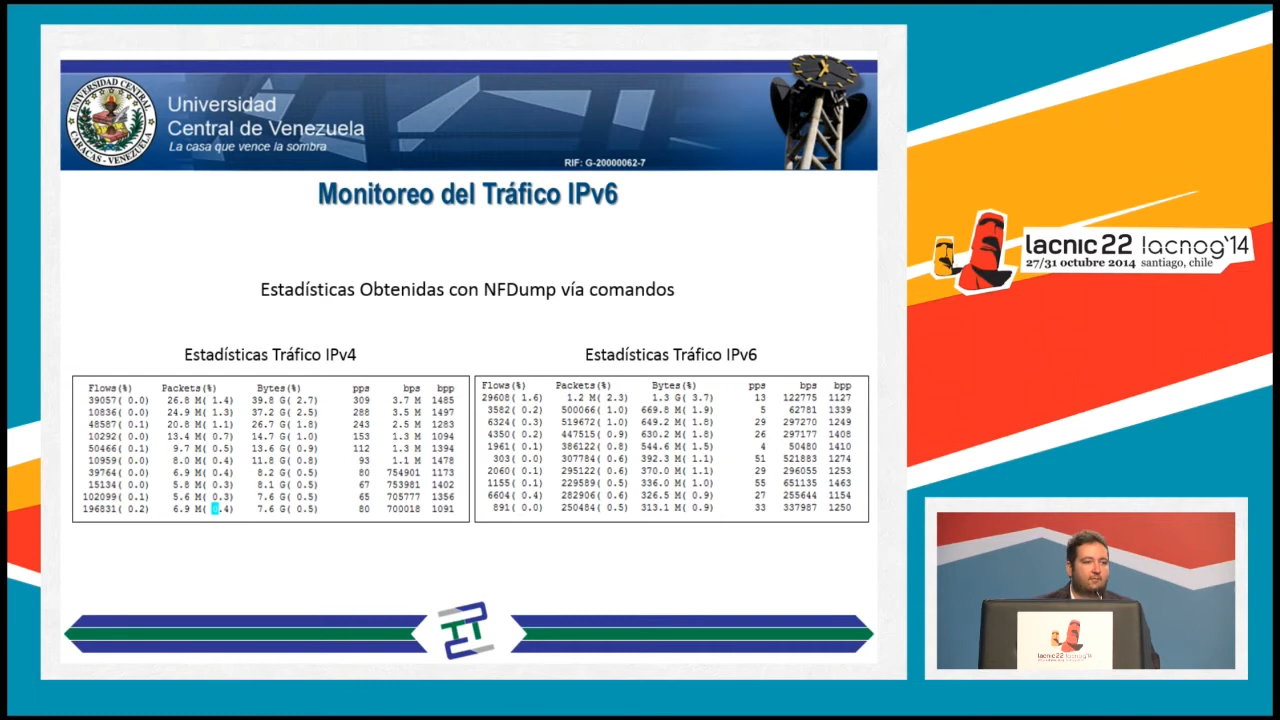 UNIVERSIDAD CENTRAL
CARACAS - VENEZUELA
Universidad
Central de Venezuela
La casa que vence la sombra
RIF: G-20000062-7
Monitoreo del Tráfico IPv6
Estadísticas Obtenidas con NFDump vía comandos
Estadísticas Tráfico IPv4
Flows(%) Packets(%) Bytes(%) pps bps bpp
39057( 0.0) 26.8 M( 1.4) 39.8 G( 2.7) 309 3.7 M 1485
10836( 0.0) 24.9 M( 1.3) 37.2 G( 2.5) 288 3.5 M 1497
48587( 0.1) 20.8 M( 1.1) 26.7 G( 1.8) 243 2.5 M 1283
10292( 0.0) 13.4 M( 0.7) 14.7 G( 1.0) 153 1.3 M 1094
50466( 0.1) 9.7 M( 0.5) 13.6 G( 0.9) 112 1.3 M 1394
10959( 0.0) 8.0 M( 0.4) 11.8 G( 0.8) 93 1.1 M 1478
39764( 0.0) 6.9 M( 0.4) 8.2 G( 0.5) 80 754901 1173
15134( 0.0) 5.8 M( 0.3) 8.1 G( 0.5) 67 753981 1402
102099( 0.1) 5.6 M( 0.3) 7.6 G( 0.5) 65 705777 1356
196831( 0.2) 6.9 M( 0.4) 7.6 G( 0.5) 80 700018 1091
Estadísticas Tráfico IPv6
Flows(%) Packets(%) Bytes(%) pps bps bpp
29608( 1.6) 1.2 M( 2.3) 1.3 G( 3.7) 13 122775 1127
3582( 0.2) 500066( 1.0) 669.8 M( 1.9) 5 62781 1339
6324( 0.3) 519672( 1.0) 649.2 M( 1.8) 29 297270 1249
4350( 0.2) 447515( 0.9) 630.2 M( 1.8) 26 297177 1408
1961( 0.1) 386122( 0.8) 544.6 M( 1.5) 4 50480 1410
303( 0.0) 307784( 0.6) 392.3 M( 1.1) 51 521883 1274
2060( 0.1) 295122( 0.6) 370.0 M( 1.1) 29 296055 1253
1155( 0.1) 229589( 0.5) 336.0 M( 1.0) 55 651135 1463
6604( 0.4) 282906( 0.6) 326.5 M( 0.9) 27 255644 1154
891( 0.0) 250484( 0.5) 313.1 M( 0.9) 33 337987 1250
lacnic 22 lacnog'14
27/31 octubre 2014 santiago, chile
lacnic 22 lacnog'14